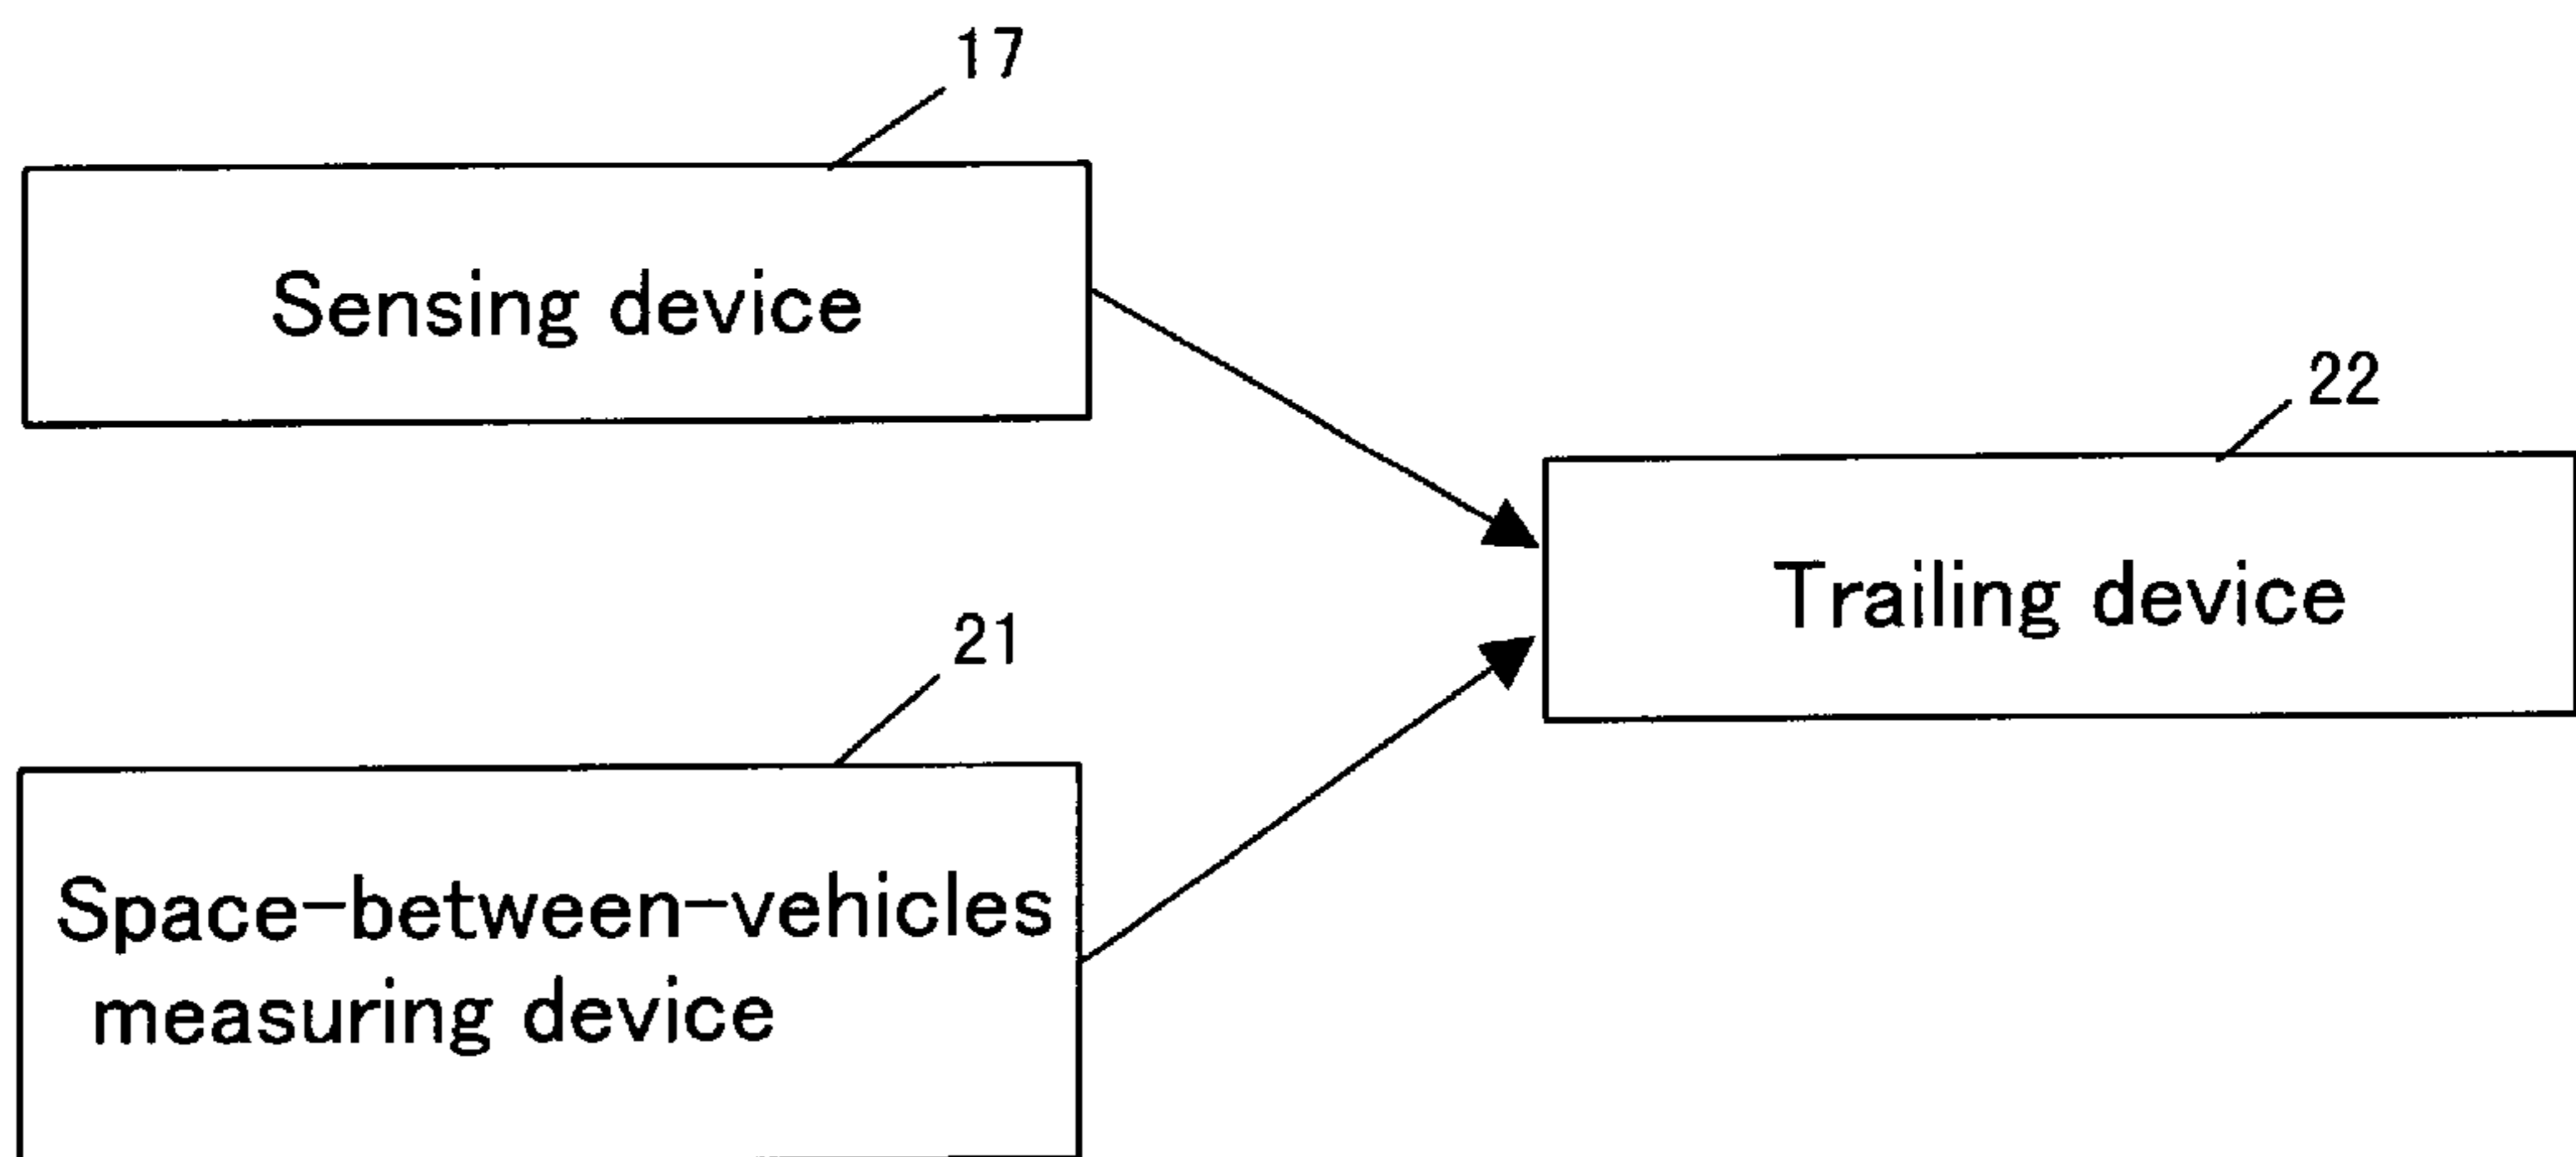 17
Sensing device
22
Trailing device
21
Space-between-vehicles
measuring device